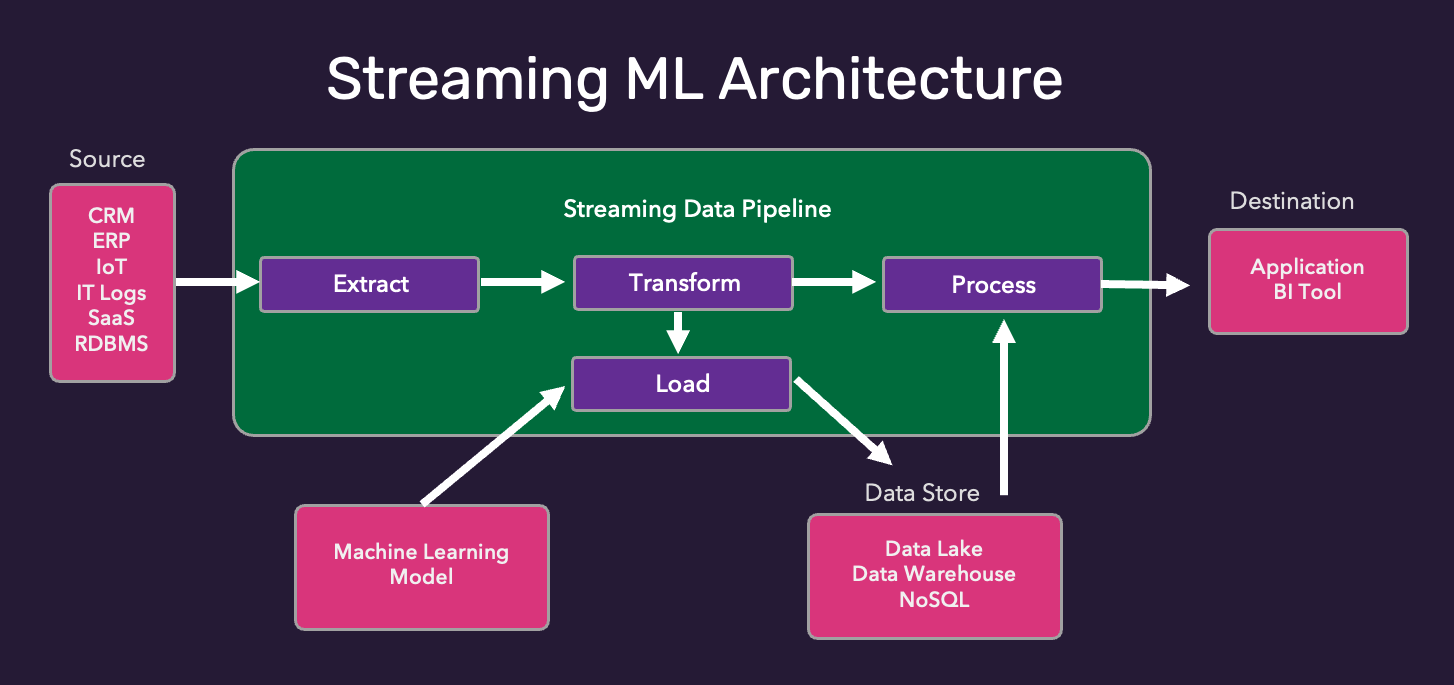 Streaming ML Architecture
Source
CRM
ERP
IoT
IT Logs
SaaS
RDBMS
Streaming Data Pipeline
Extract
Transform
Process
Load
Destination
Application
BI Tool
Machine Learning
Model
Data Store
Data Lake
Data Warehouse
NoSQL